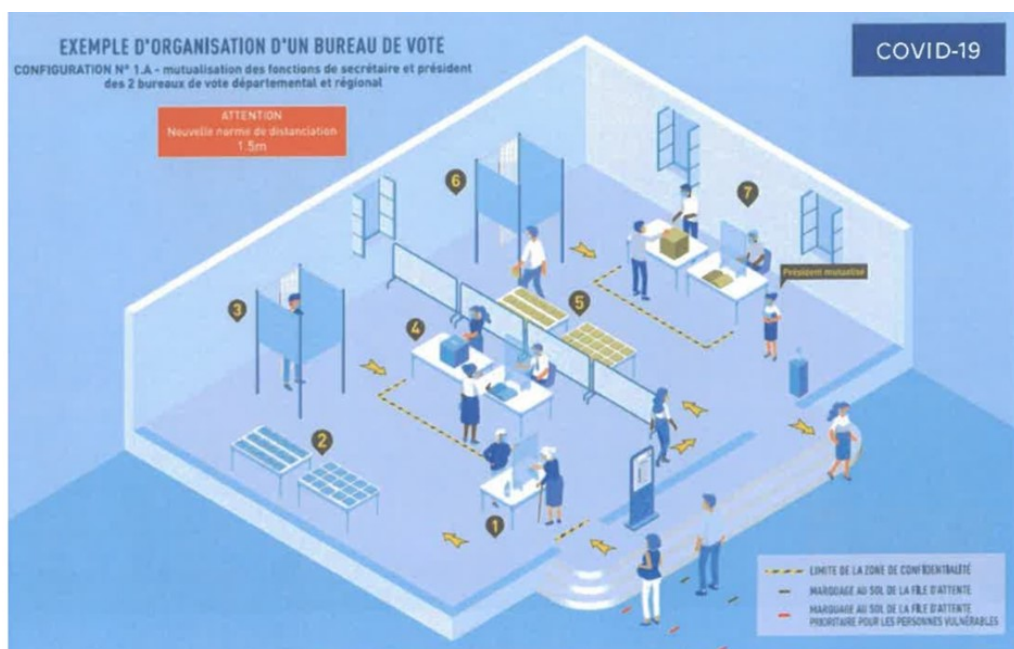 EXEMPLE D'ORGANISATION D'UN BUREAU DE VOTE
CONFIGURATION N° 1.A - mutualisation des fonctions de secrétaire et président
des 2 bureaux de vote départemental et régional
COVID-19
ATTENTION
Nouvelle norme de distanciation
1.5m
6
7
Président mutualisé
3
5
4
2
1
LIMITE DE LA ZONE DE CONFIDENTIALITÉ
MARQUAGE AU SOL DE LA FILE D'ATTENTE
MARQUAGE AU SOL DE LA FILE D'ATTENTE
PRIORITAIRE POUR LES PERSONNES VULNÉRABLES